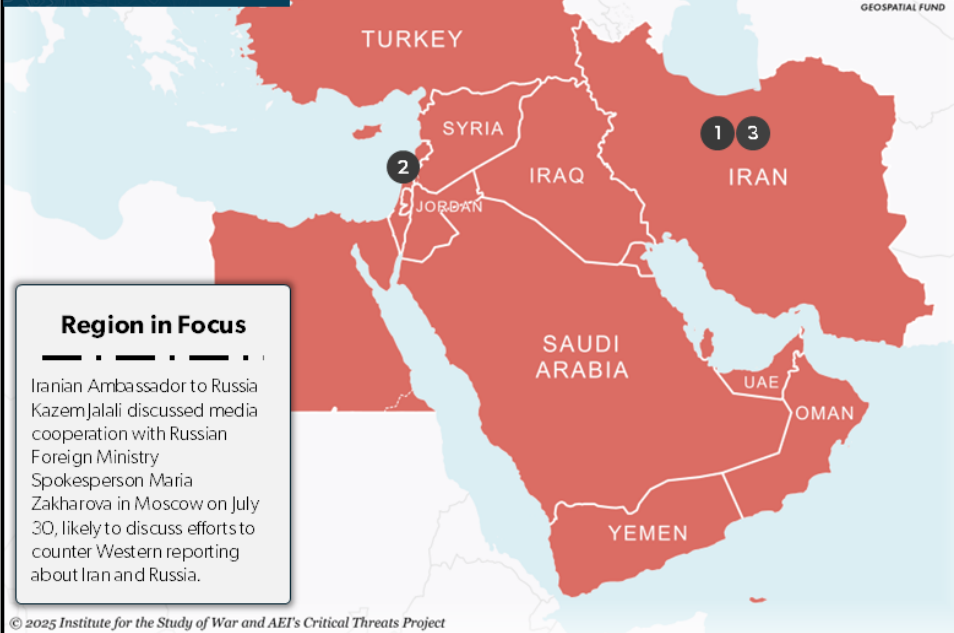 GEOSPATIAL FUND
TURKEY
SYRIA
1
3
2
IRAQ
IRAN
JORDAN
Region in Focus
Iranian Ambassador to Russia
Kazem Jalali discussed media
cooperation with Russian
Foreign Ministry
Spokesperson Maria
Zakharova in Moscow on July
30, likely to discuss efforts to
counter Western reporting
about Iran and Russia.
SAUDI
ARABIA
UAE
OMAN
YEMEN
© 2025 Institute for the Study of War and AEI's Critical Threats Project